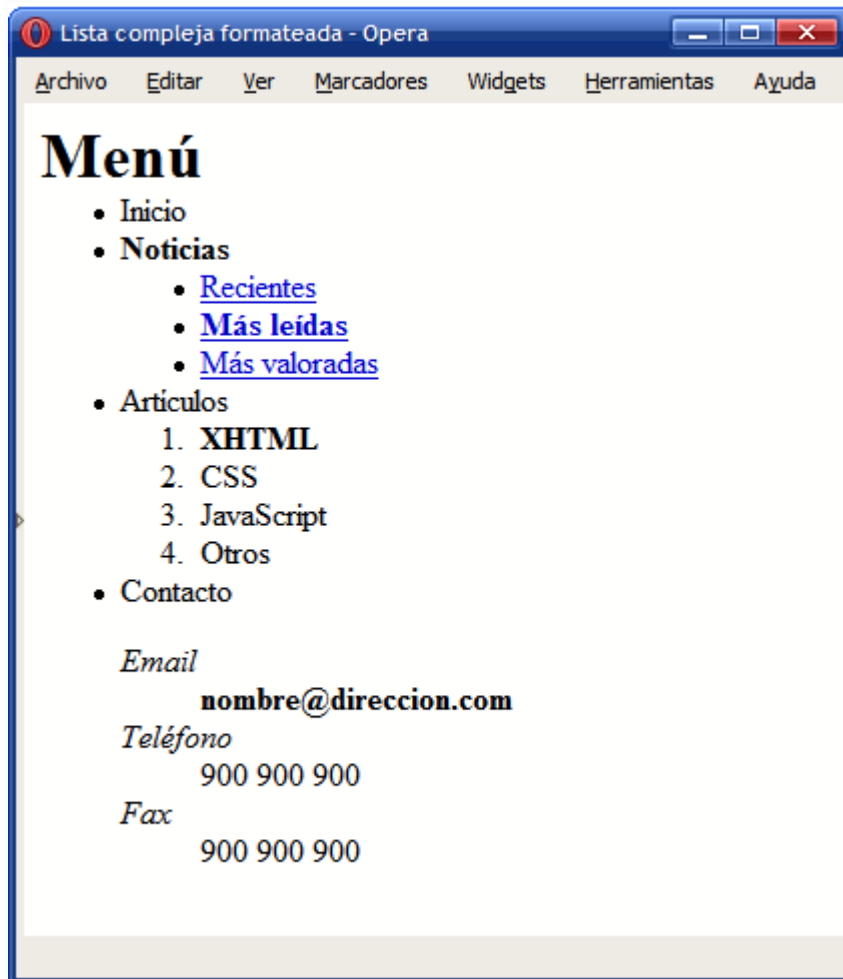 Lista compleja formateada - Opera
Archivo Editar Ver Marcadores Widgets Herramientas Ayuda
Menú
Inicio
Noticias
Recientes
Más leídas
Más valoradas
Artículos
1. XHTML
2. CSS
3. JavaScript
4. Otros
Contacto
Email
nombre@direccion.com
Teléfono
900 900 900
Fax
900 900 900